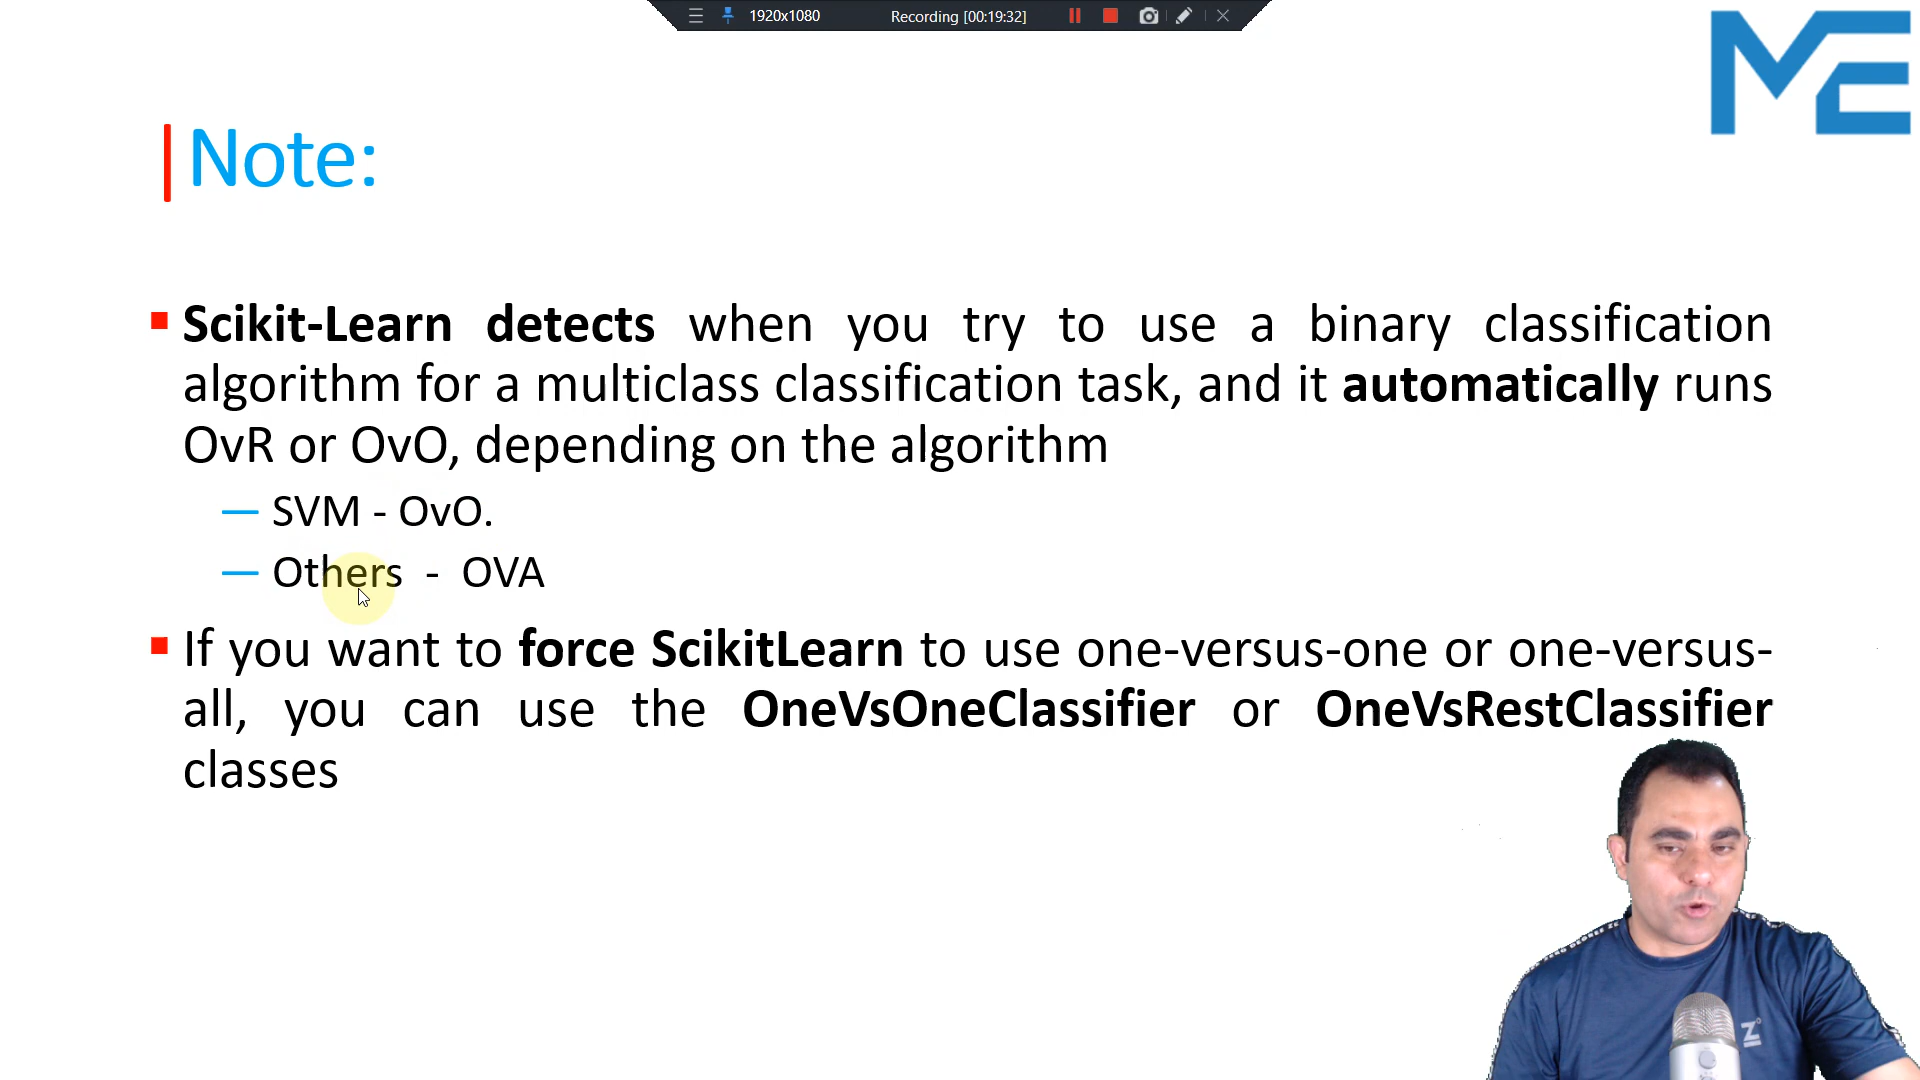 1920x1080 Recording [00:19:32]
ME
Note:
Scikit-Learn detects when you try to use a binary classification
algorithm for a multiclass classification task, and it automatically runs
OvR or OvO, depending on the algorithm
— SVM - OvO.
— Others - OVA
If you want to force ScikitLearn to use one-versus-one or one-versus-
all, you can use the OneVsOneClassifier or OneVsRestClassifier
classes